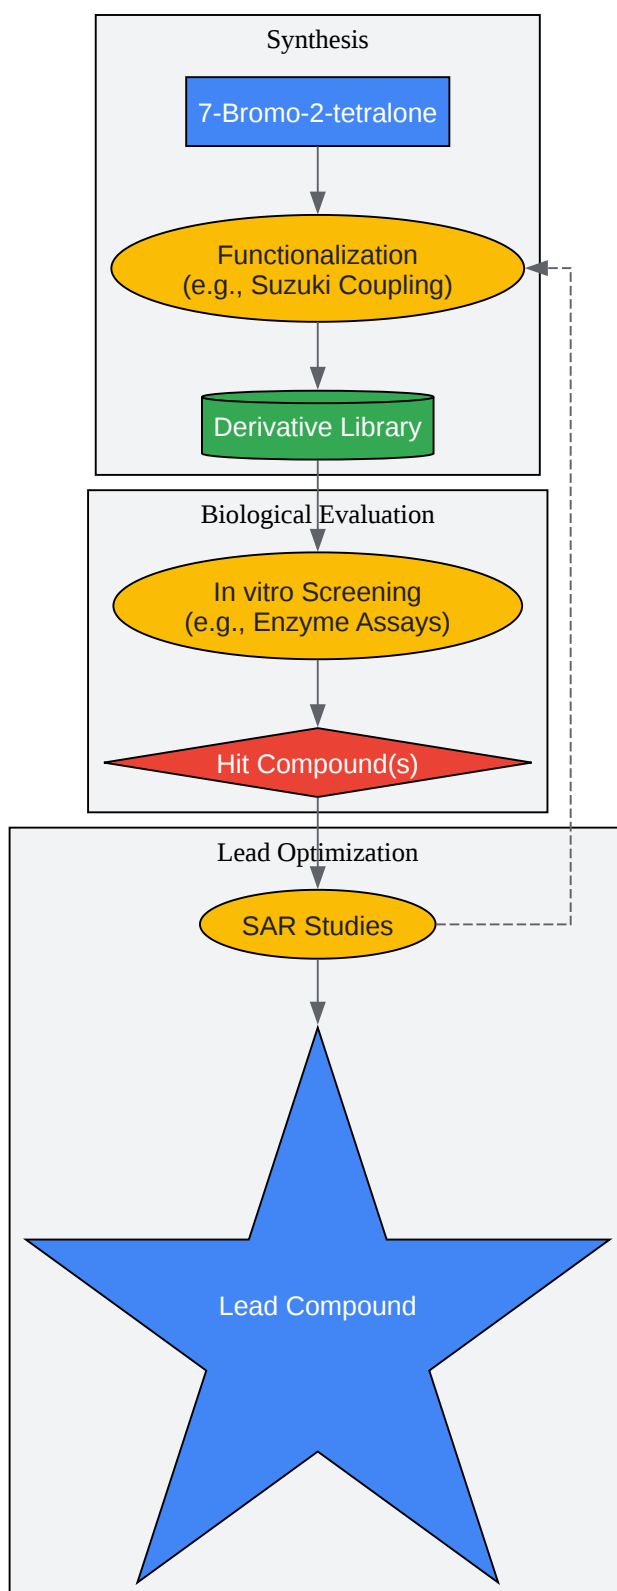 Synthesis
7-Bromo-2-tetralone
Functionalization
(e.g., Suzuki Coupling)
Derivative Library
Biological Evaluation
In vitro Screening
(e.g., Enzyme Assays)
Hit Compound(s)
Lead Optimization
SAR Studies
Lead Compound